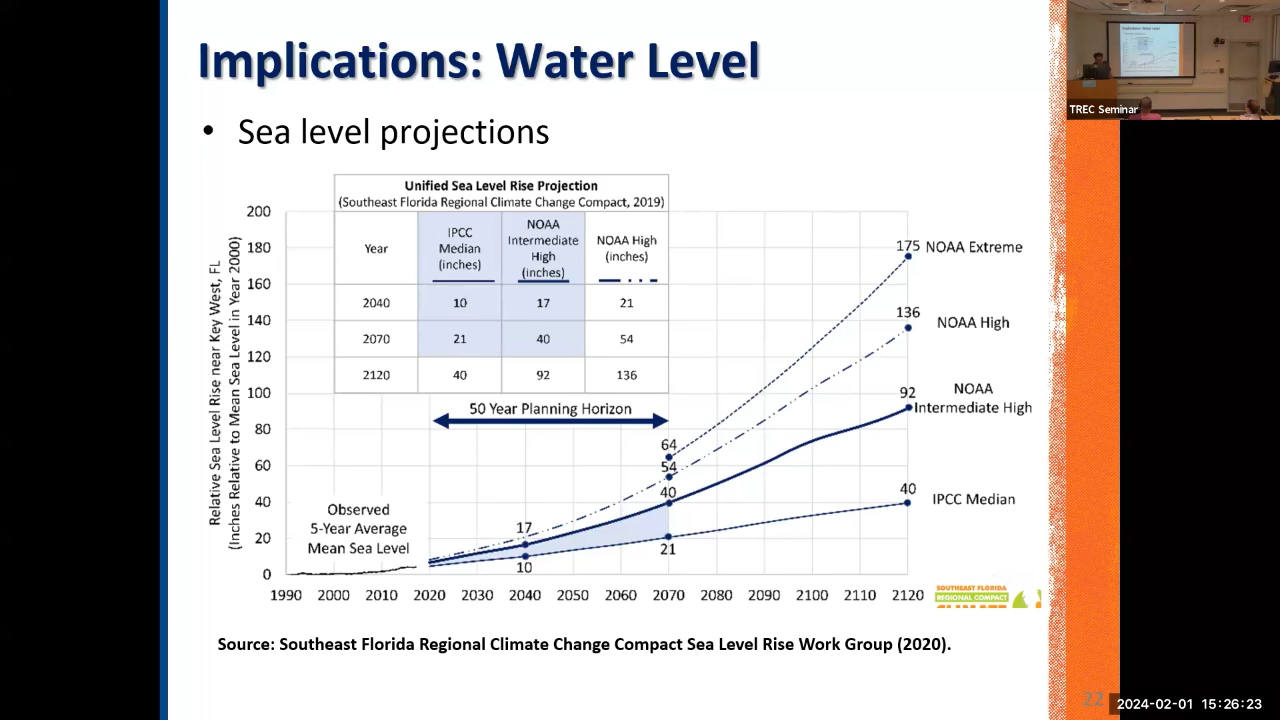 Implications: Water Level
• Sea level projections
Unified Sea Level Rise Projection
(Southeast Florida Regional Climate Change Compact, 2019)
Year
IPCC
Median
(inches)
NOAA
Intermediate
High
(inches)
NOAA High
(inches)
2040 10 17 21
2070 21 40 54
2120 40 92 136
50 Year Planning Horizon
Relative Sea Level Rise near Key West, FL
(Inches Relative to Mean Sea Level in Year 2000)
200
180
160
140
120
100
80
60
40
20
0
Observed
5-Year Average
Mean Sea Level
17
10
64
54
40
21
175 NOAA Extreme
136
NOAA High
92
NOAA
Intermediate High
40
IPCC Median
1990 2000 2010 2020 2030 2040 2050 2060 2070 2080 2090 2100 2110 2120
SOUTHEAST FLORIDA
REGIONAL COMPACT
CLIMATE
Source: Southeast Florida Regional Climate Change Compact Sea Level Rise Work Group (2020).
22
2024-02-01 15:26:23
TREC Seminar